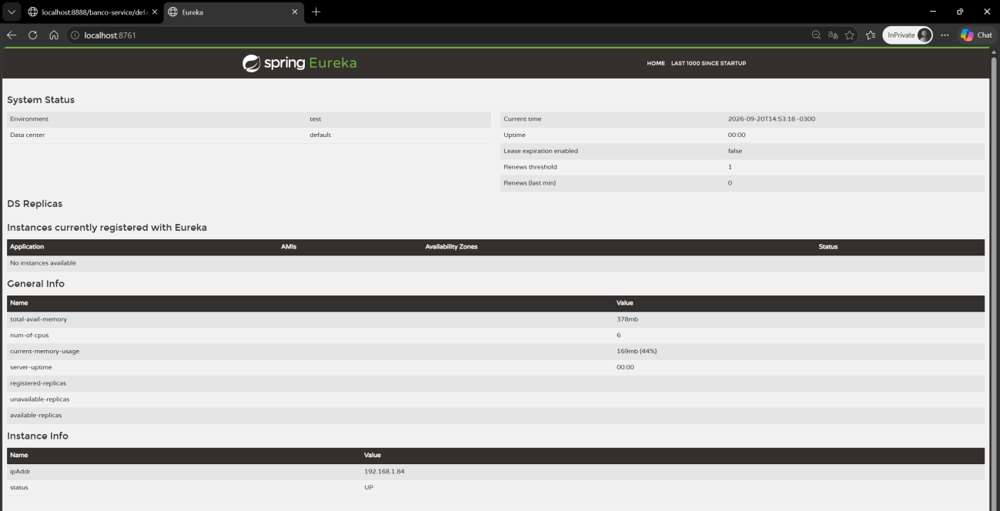 localhost:8888/banco-service/defa
Eureka
localhost:8761
InPrivate
Chat
spring Eureka
HOME LAST 1000 SINCE STARTUP
System Status
Environment test
Data center default
Current time 2026-09-20T14:53:18 -0300
Uptime 00:00
Lease expiration enabled false
Renews threshold 1
Renews (last min) 0
DS Replicas
Instances currently registered with Eureka
Application AMIs Availability Zones Status
No instances available
General Info
Name Value
total-avail-memory 378mb
num-of-cpus 6
current-memory-usage 169mb (44%)
server-uptime 00:00
registered-replicas
unavailable-replicas
available-replicas
Instance Info
Name Value
ipAddr 192.168.1.84
status UP